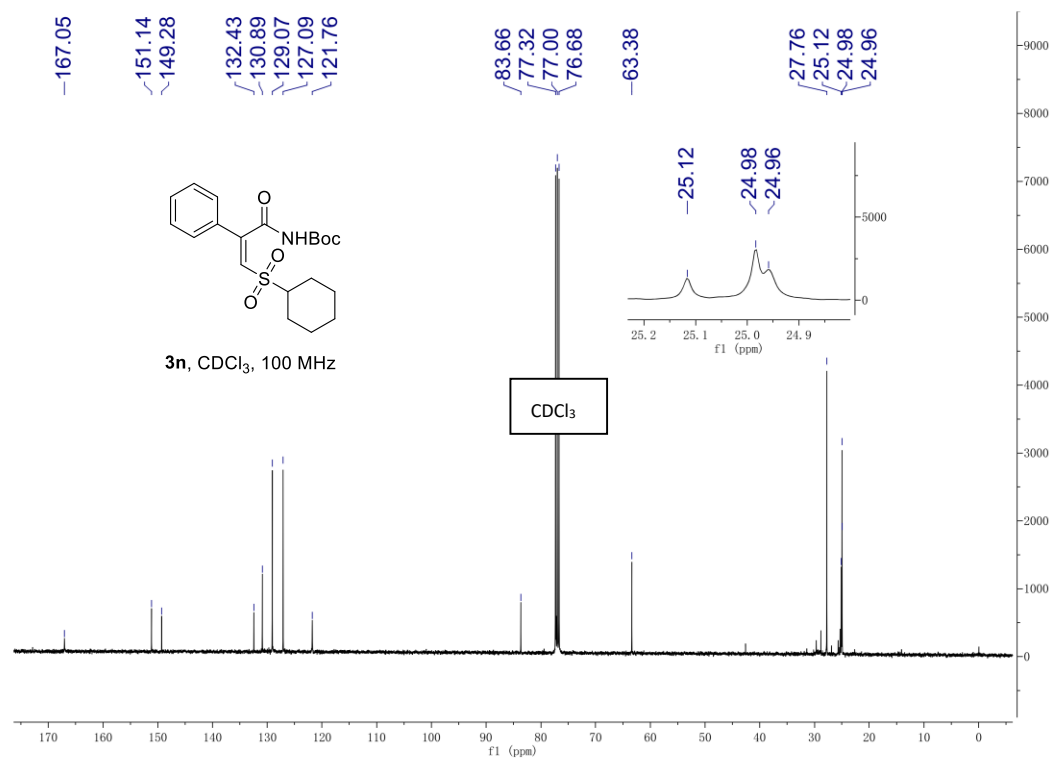 167.05
151.14
149.28
132.43
130.89
129.07
127.09
121.76
83.66
77.32
77.00
76.68
63.38
27.76
25.12
24.98
24.96
9000
8000
7000
6000
5000
4000
3000
2000
1000
0
25.12
24.98
24.96
5000
0
25.2 25.1 25.0 24.9
f1 (ppm)
O
NHBoc
O
S
O
3n, CDCl₃, 100 MHz
CDCl₃
170 160 150 140 130 120 110 100 90 80 70 60 50 40 30 20 10 0
f1 (ppm)